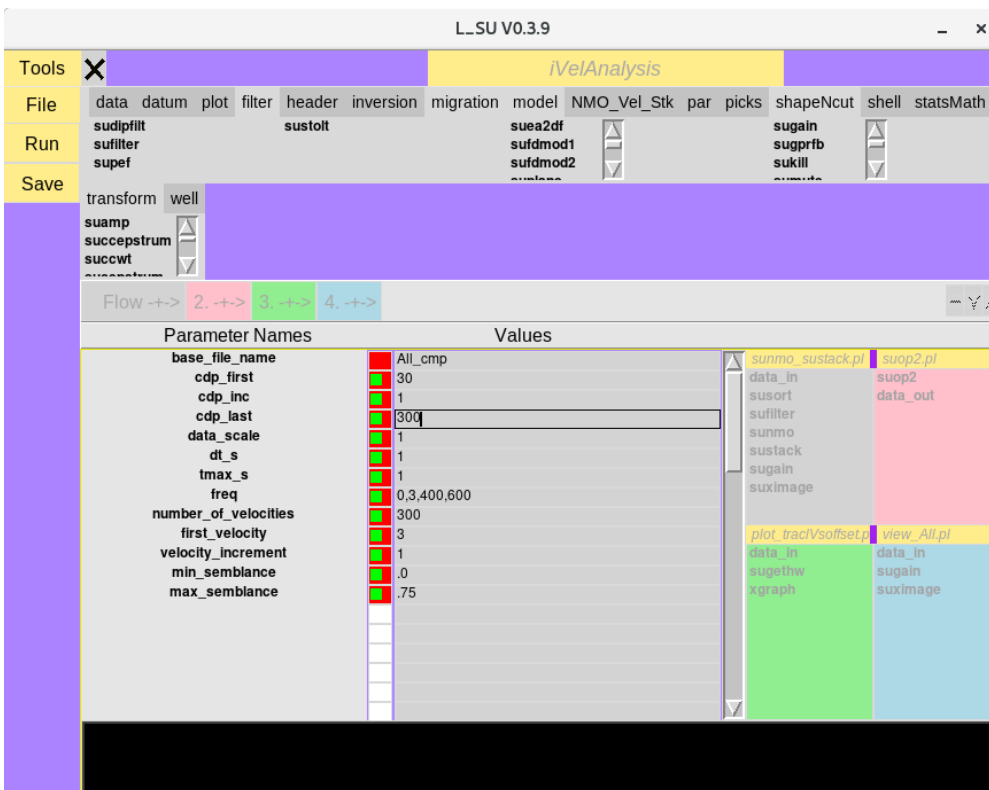 L_SU V0.3.9
Tools iVelAnalysis
File data datum plot filter header inversion migration model NMO_Vel_Stk par picks shapeNcut shell statsMath
sudipfilt sustolt suea2df sugain
Run sufilter sufdmod1 sugprfb
supef sufdmod2 sukill
Save
transform well
suamp
succepstrum
succwt
Flow -+-> 2. -+-> 3. -+-> 4. -+->
Parameter Names Values
base_file_name All_cmp sunmo_sustack.pl suop2.pl
cdp_first 30 data_in suop2
cdp_inc 1 susort data_out
cdp_last 300 sufilter
data_scale 1 sunmo
dt_s 1 sustack
tmax_s 1 sugain
freq 0,3,400,600 suximage
number_of_velocities 300
first_velocity 3 plot_traclVsoffset.p view_All.pl
velocity_increment 1 data_in data_in
min_semblance .0 sugethw sugain
max_semblance .75 xgraph suximage